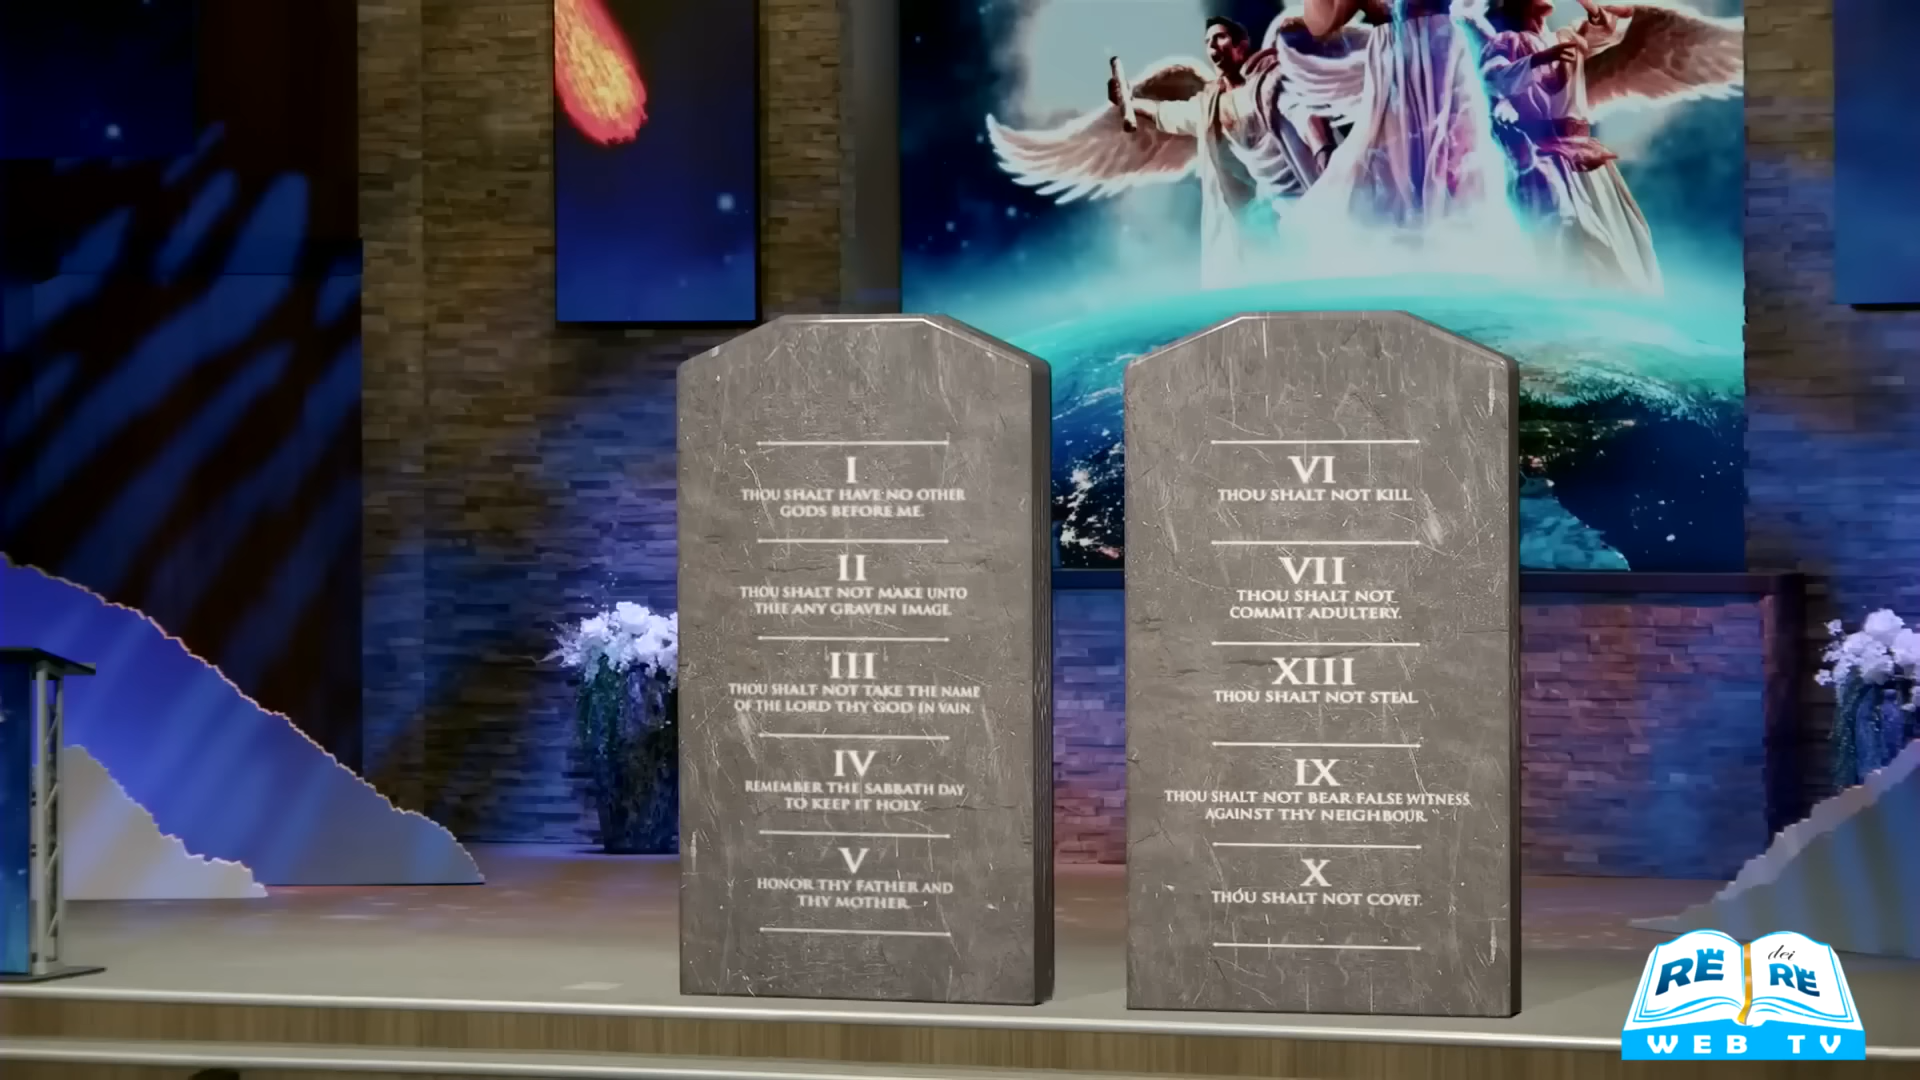 I
THOU SHALT HAVE NO OTHER
GODS BEFORE ME.
II
THOU SHALT NOT MAKE UNTO
THEE ANY GRAVEN IMAGE.
III
THOU SHALT NOT TAKE THE NAME
OF THE LORD THY GOD IN VAIN.
IV
REMEMBER THE SABBATH DAY
TO KEEP IT HOLY.
V
HONOR THY FATHER AND
THY MOTHER.
VI
THOU SHALT NOT KILL.
VII
THOU SHALT NOT
COMMIT ADULTERY.
XIII
THOU SHALT NOT STEAL.
IX
THOU SHALT NOT BEAR FALSE WITNESS
AGAINST THY NEIGHBOUR.
X
THOU SHALT NOT COVET.
RE dei RE
WEB TV